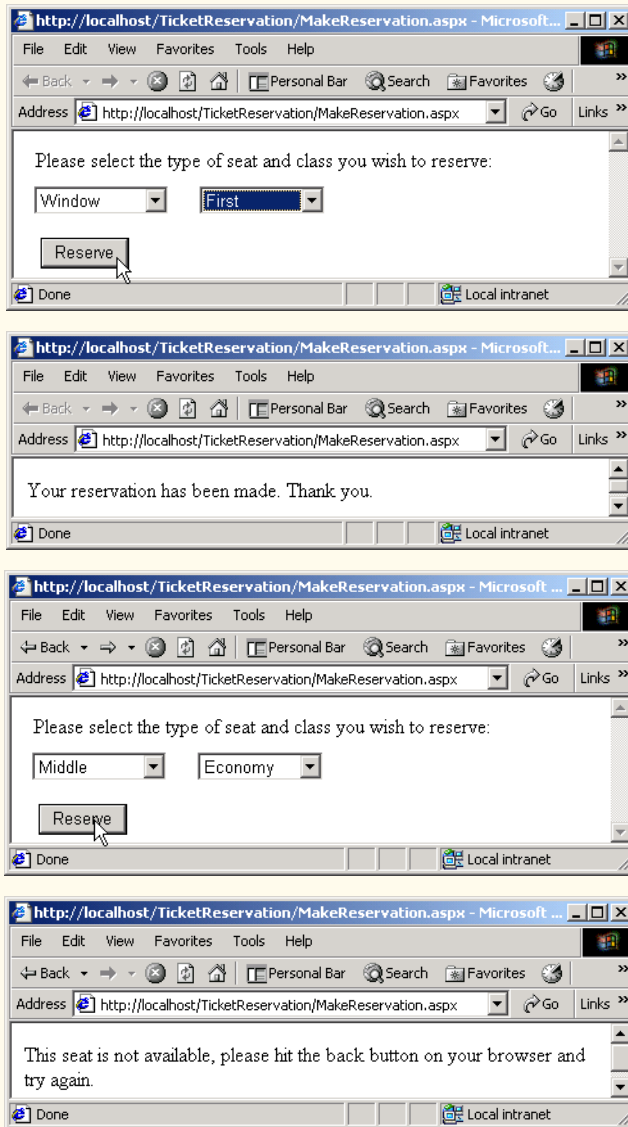 http://localhost/TicketReservation/MakeReservation.aspx - Microsoft...
File Edit View Favorites Tools Help
Back Personal Bar Search Favorites »
Address http://localhost/TicketReservation/MakeReservation.aspx Go Links »
Please select the type of seat and class you wish to reserve:
Window First
Reserve
Done Local intranet
http://localhost/TicketReservation/MakeReservation.aspx - Microsoft...
File Edit View Favorites Tools Help
Back Personal Bar Search Favorites »
Address http://localhost/TicketReservation/MakeReservation.aspx Go Links »
Your reservation has been made. Thank you.
Done Local intranet
http://localhost/TicketReservation/MakeReservation.aspx - Microsoft ...
File Edit View Favorites Tools Help
Back Personal Bar Search Favorites »
Address http://localhost/TicketReservation/MakeReservation.aspx Go Links »
Please select the type of seat and class you wish to reserve:
Middle Economy
Reserve
Done Local intranet
http://localhost/TicketReservation/MakeReservation.aspx - Microsoft ...
File Edit View Favorites Tools Help
Back Personal Bar Search Favorites »
Address http://localhost/TicketReservation/MakeReservation.aspx Go Links »
This seat is not available, please hit the back button on your browser and
try again.
Done Local intranet